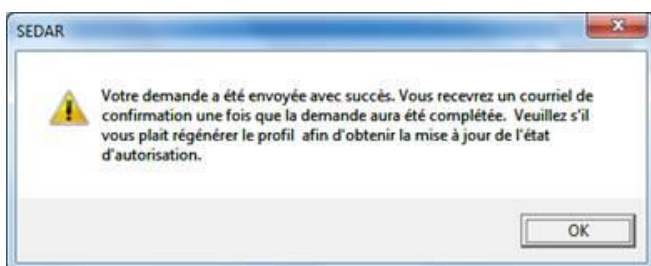 SEDAR
Votre demande a été envoyée avec succès. Vous recevrez un courriel de
confirmation une fois que la demande aura été complétée.  Veuillez s'il
vous plait régénérer le profil  afin d'obtenir la mise à jour de l'état
d'autorisation.
OK